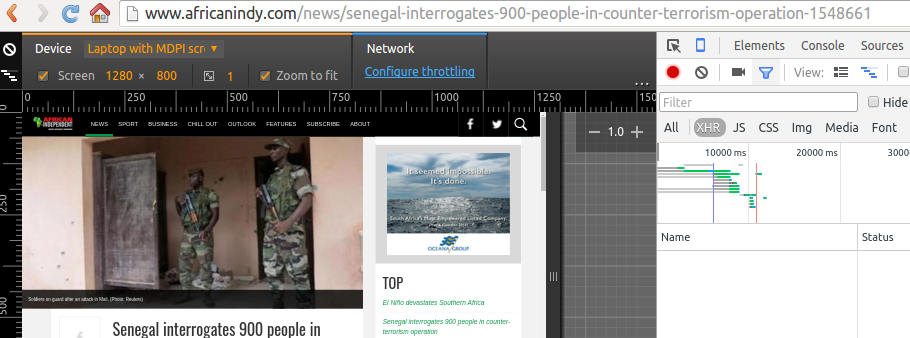 www.africanindy.com/news/senegal-interrogates-900-people-in-counter-terrorism-operation-1548661
Device Laptop with MDPI scre
Network
Screen 1280 × 800 1 Zoom to fit
Configure throttling
...
Elements Console Sources
View:
Filter Hide
All XHR JS CSS Img Media Font
10000 ms 20000 ms 30000
Name Status
0 250 500 750 1000 1250 150
0
250
500
1.0
AFRICAN
INDEPENDENT
NEWS SPORT BUSINESS CHILL OUT OUTLOOK FEATURES SUBSCRIBE ABOUT
It seemed impossible.
It's done.
South Africa's Most Empowered Listed Company
OCEANA GROUP
Soldiers on guard after an attack in Mali. (Photo: Reuters)
TOP
El Niño devastates Southern Africa
Senegal interrogates 900 people in counter-
terrorism operation
Senegal interrogates 900 people in